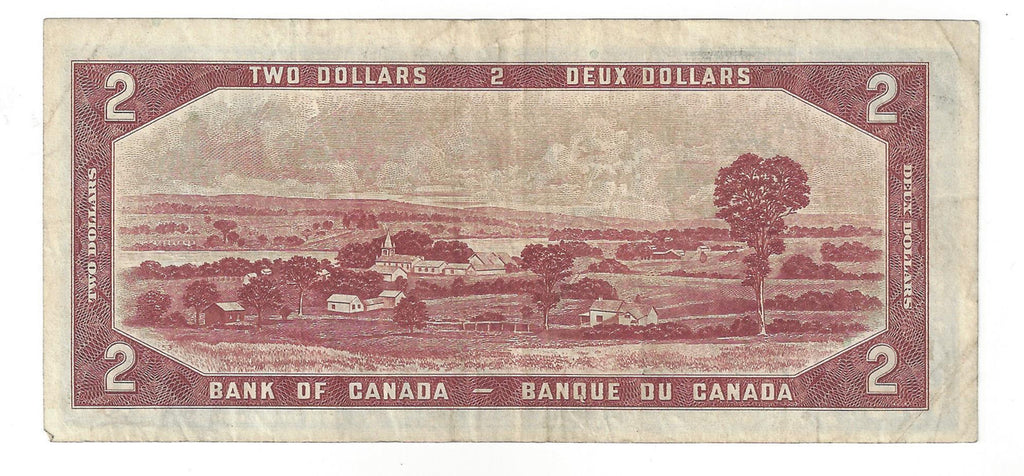 TWO DOLLARS 2 DEUX DOLLARS
2 2
TWO DOLLARS
DEUX DOLLARS
2 2
BANK OF CANADA — BANQUE DU CANADA